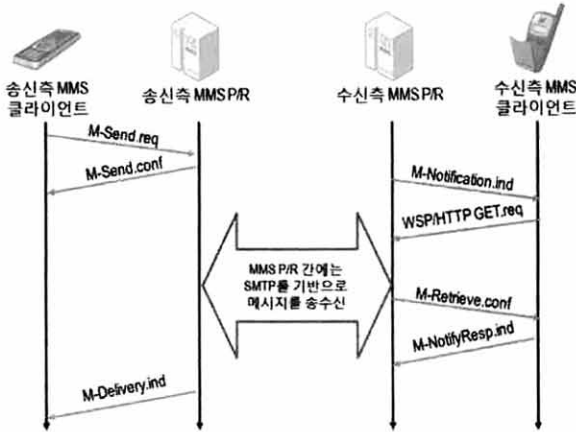 송신측 MMS
클라이언트
송신측 MMS P/R
수신측 MMS P/R
수신측 MMS
클라이언트
M-Send.req
M-Send.conf
M-Notification.ind
WSP/HTTP GET.req
MMS P/R 간에는
SMTP를 기반으로
메시지를 송수신
M-Retrieve.conf
M-NotifyResp.ind
M-Delivery.ind